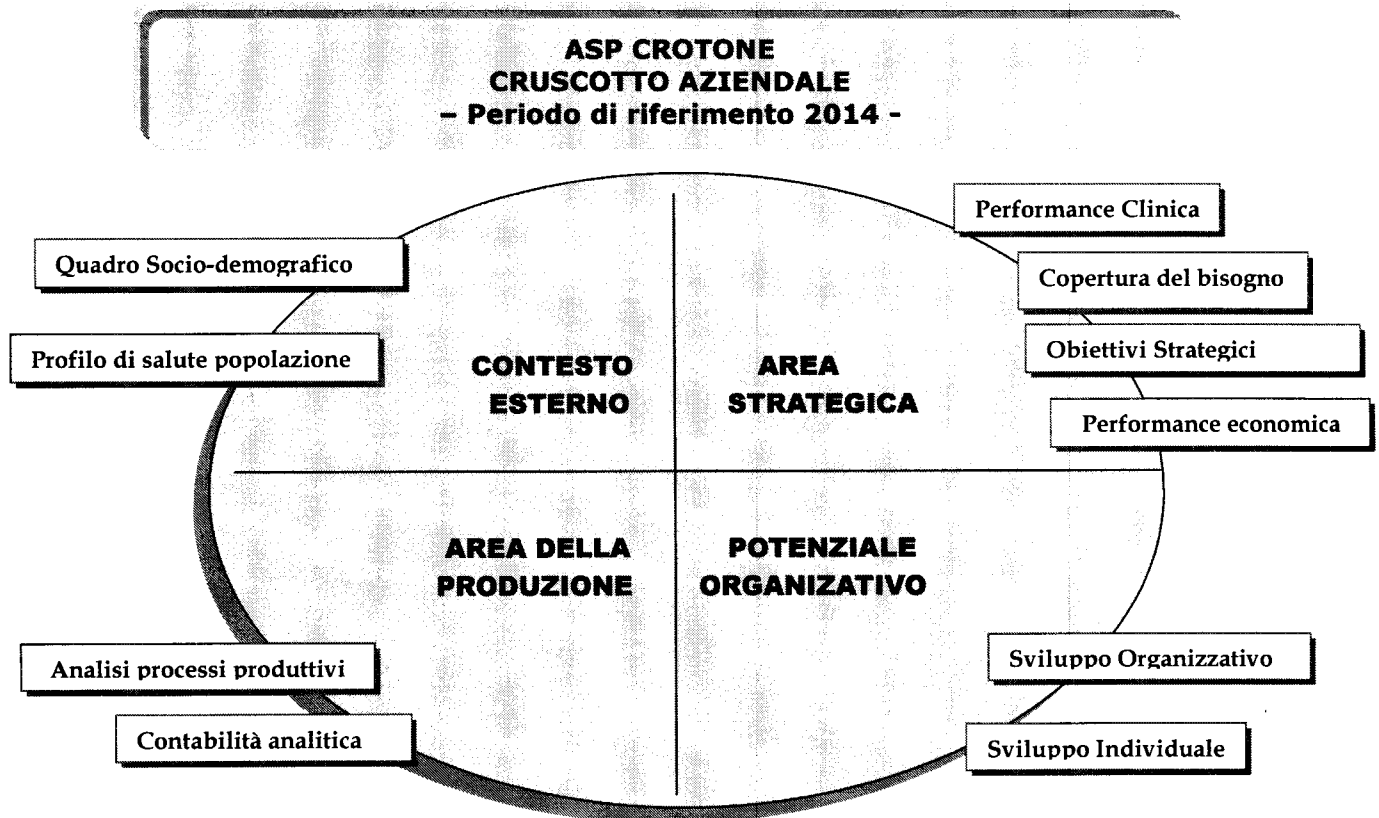 ASP CROTONE
CRUSCOTTO AZIENDALE
– Periodo di riferimento 2014 -
Quadro Socio-demografico
Profilo di salute popolazione
CONTESTO
ESTERNO
AREA
STRATEGICA
Performance Clinica
Copertura del bisogno
Obiettivi Strategici
Performance economica
AREA DELLA
PRODUZIONE
POTENZIALE
ORGANIZATIVO
Analisi processi produttivi
Contabilità analitica
Sviluppo Organizzativo
Sviluppo Individuale